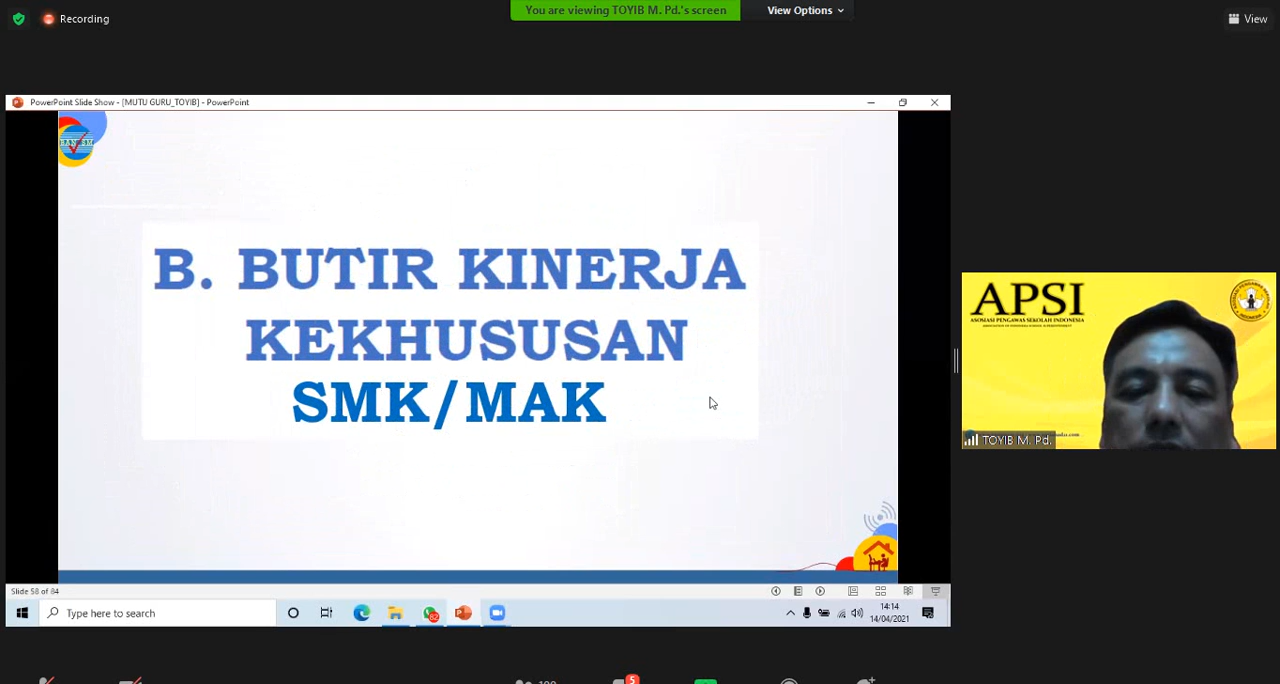 Recording
You are viewing TOYIB M. Pd.'s screen
View Options
View
PowerPoint Slide Show - [MUTU GURU_TOYIB] - PowerPoint
B. BUTIR KINERJA
KEKHUSUSAN
SMK/MAK
APSI
ASOSIASI PENGAWAS SEKOLAH INDONESIA
TOYIB M. Pd.
Slide 58 of 84
Type here to search
62
14:14
14/04/2021
5